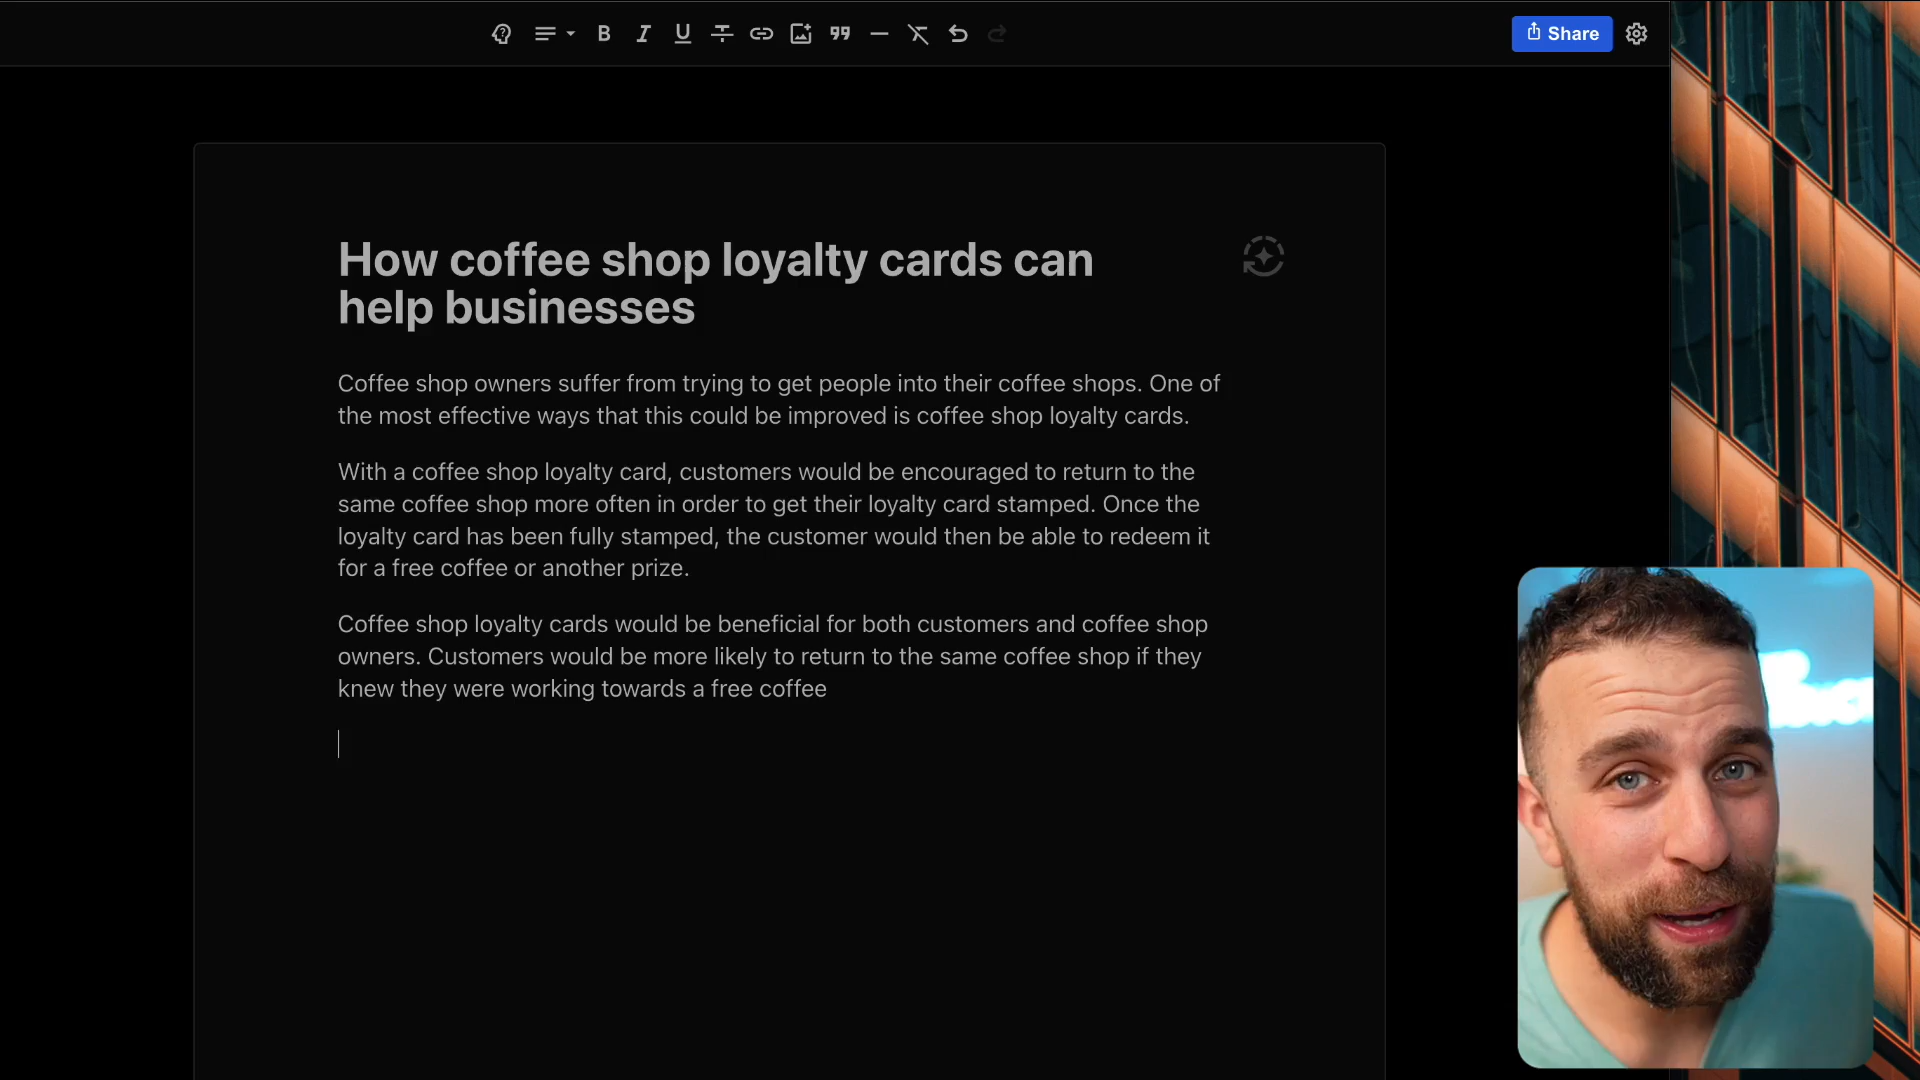 Share
How coffee shop loyalty cards can
help businesses
Coffee shop owners suffer from trying to get people into their coffee shops. One of
the most effective ways that this could be improved is coffee shop loyalty cards.
With a coffee shop loyalty card, customers would be encouraged to return to the
same coffee shop more often in order to get their loyalty card stamped. Once the
loyalty card has been fully stamped, the customer would then be able to redeem it
for a free coffee or another prize.
Coffee shop loyalty cards would be beneficial for both customers and coffee shop
owners. Customers would be more likely to return to the same coffee shop if they
knew they were working towards a free coffee